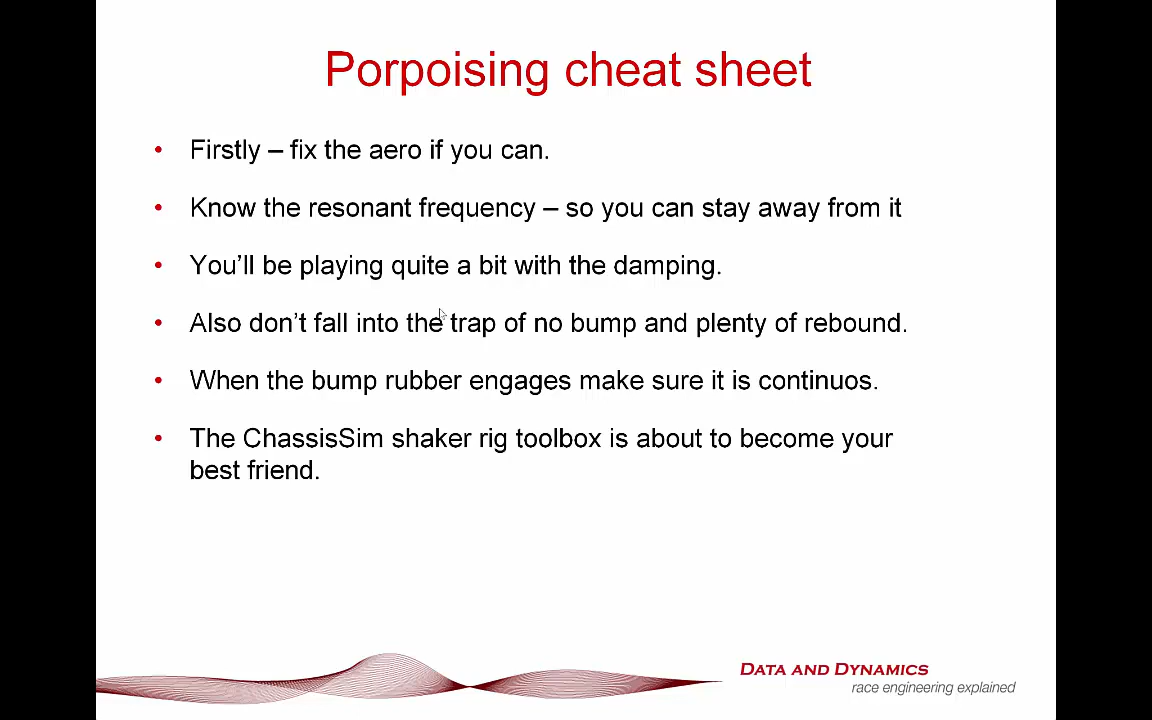 Porpoising cheat sheet
• Firstly – fix the aero if you can.
• Know the resonant frequency – so you can stay away from it
• You’ll be playing quite a bit with the damping.
• Also don’t fall into the trap of no bump and plenty of rebound.
• When the bump rubber engages make sure it is continuos.
• The ChassisSim shaker rig toolbox is about to become your
best friend.
DATA AND DYNAMICS
race engineering explained